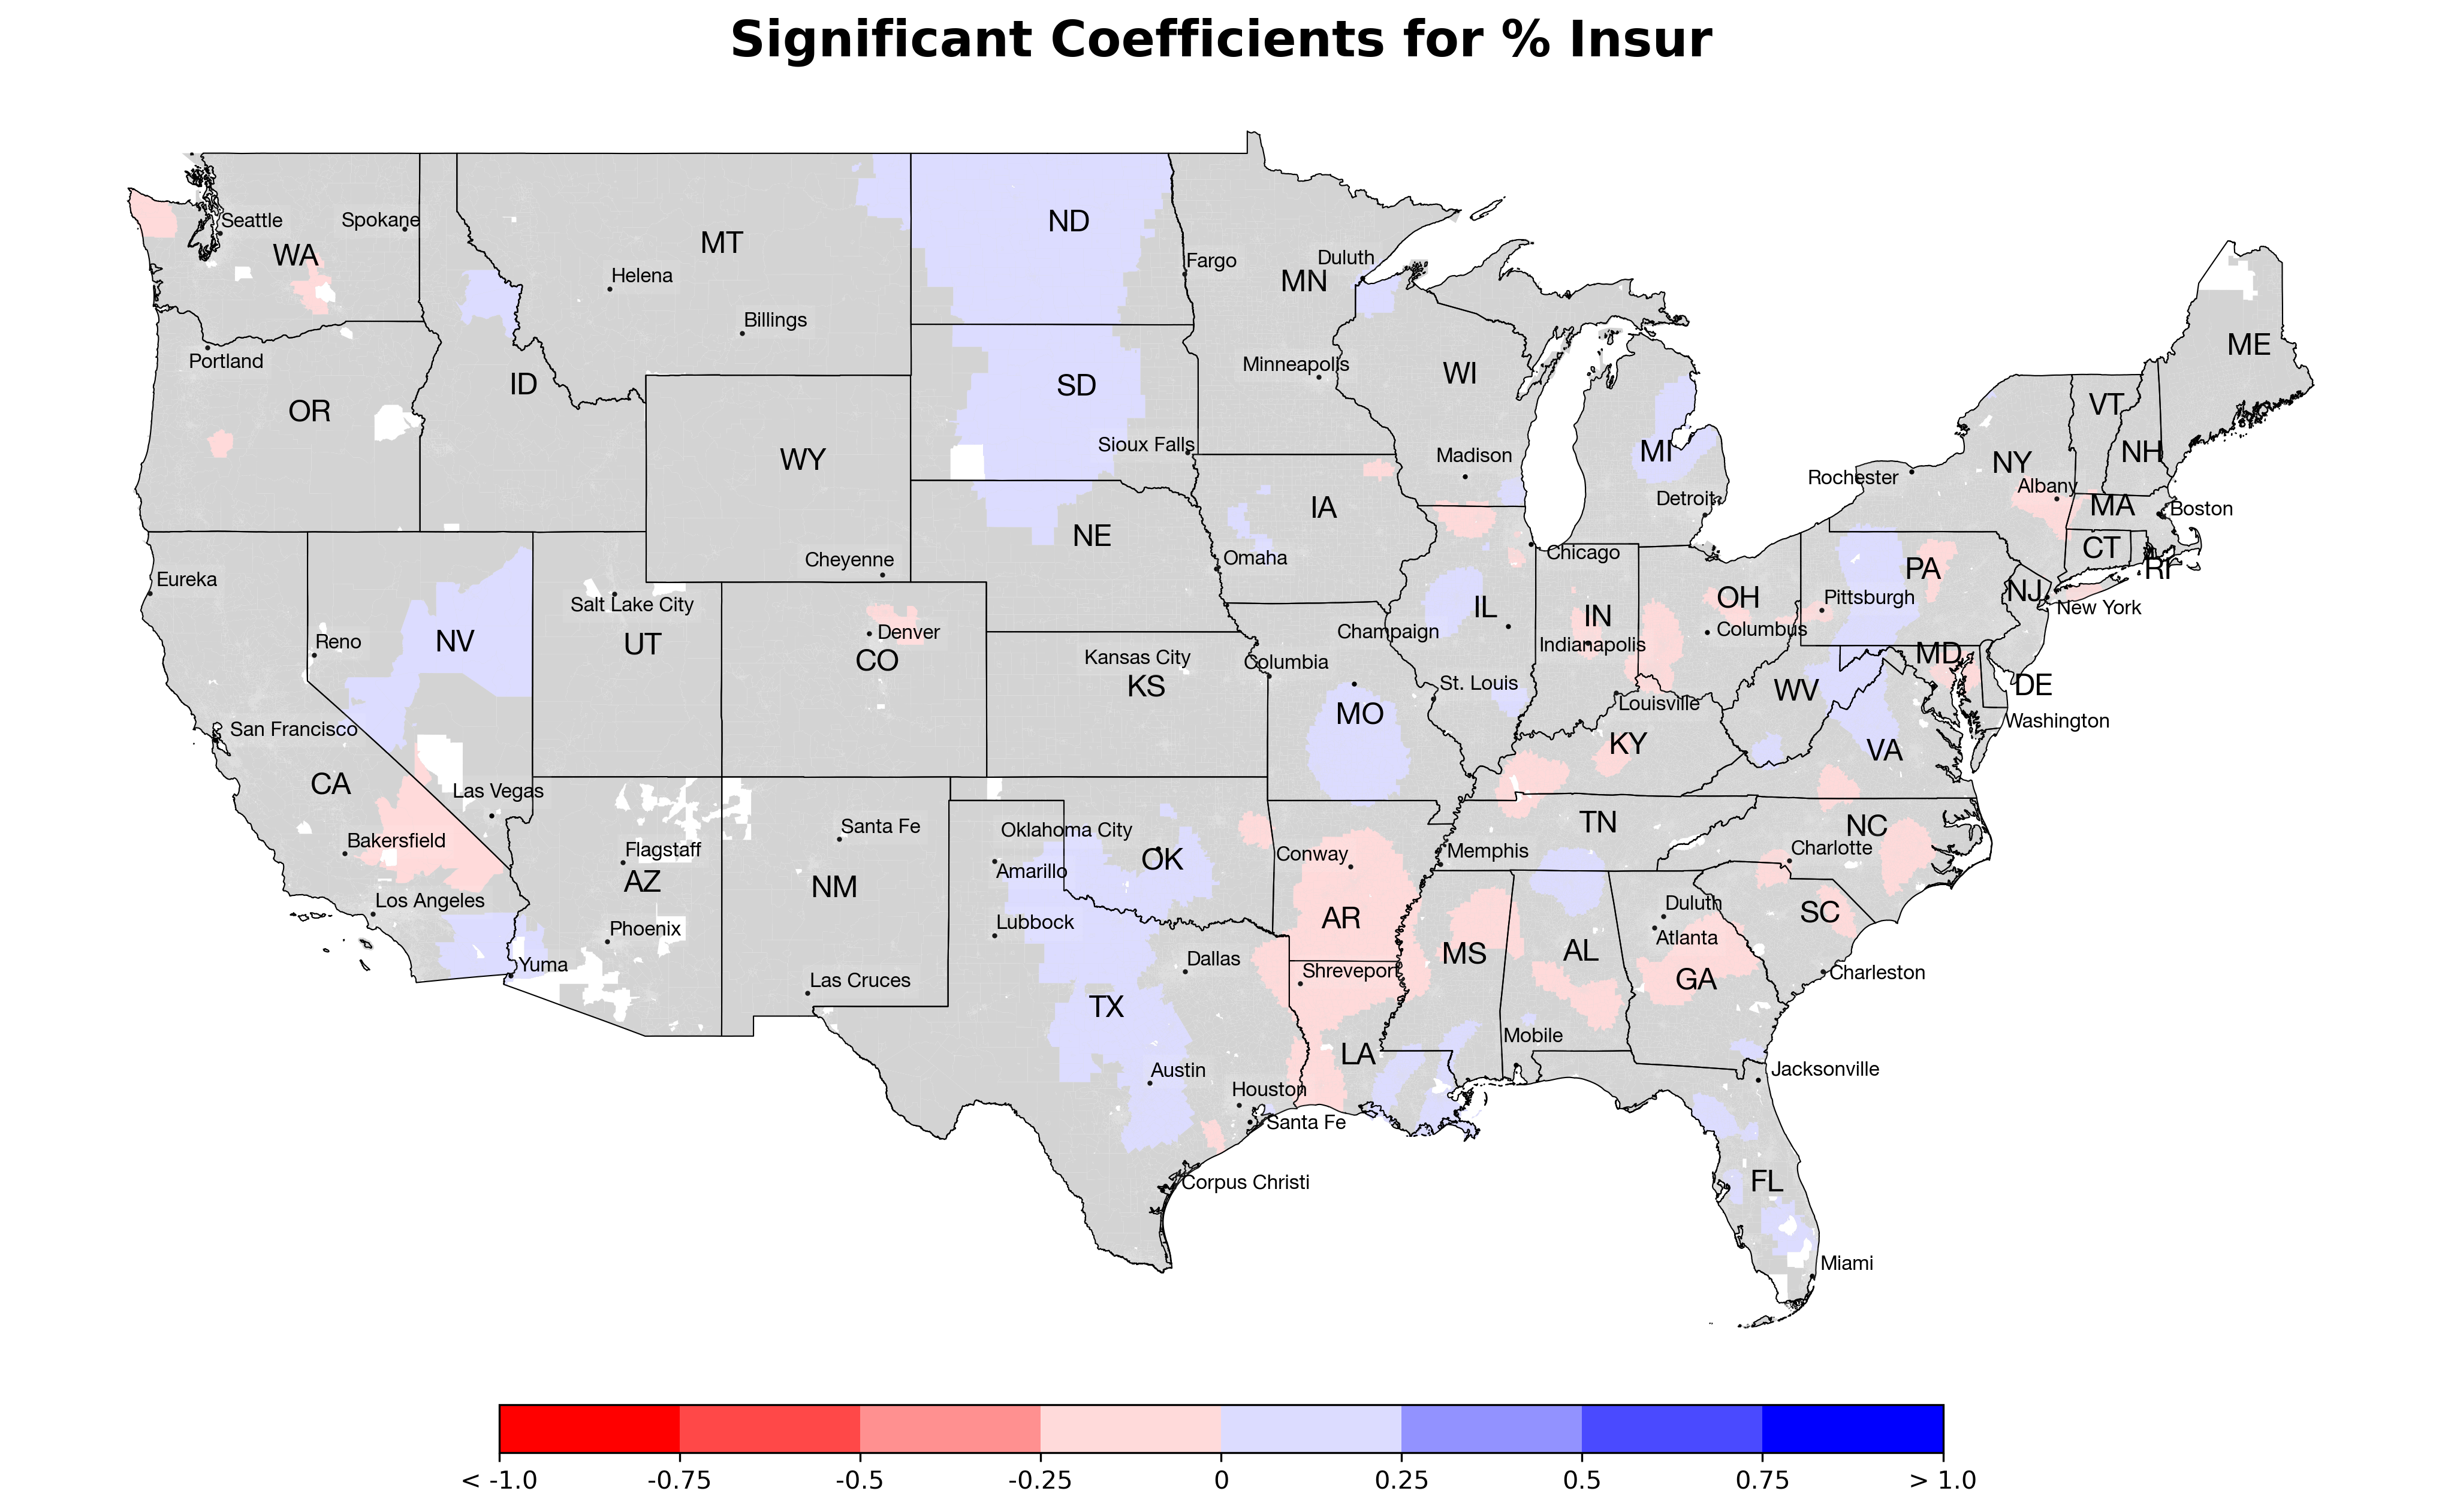 Significant Coefficients for % Insur
Seattle
Spokane
WA
MT
ND
Helena
Fargo
Duluth
MN
Billings
Portland
ID
OR
SD
Minneapolis
WI
ME
VT
WY
Sioux Falls
Madison
MI
NH
NY
Rochester
Albany
Detroit
MA
Boston
IA
NE
CT
RI
Cheyenne
Omaha
Chicago
PA
NJ
New York
Eureka
Salt Lake City
IL
IN
OH
Pittsburgh
Reno
NV
UT
Denver
CO
Champaign
Indianapolis
Columbus
Kansas City
KS
Columbia
MD
St. Louis
WV
DE
San Francisco
MO
Louisville
Washington
KY
VA
CA
Las Vegas
Bakersfield
Santa Fe
Oklahoma City
TN
NC
Flagstaff
Amarillo
OK
Conway
Memphis
Charlotte
AZ
NM
Los Angeles
Lubbock
AR
Duluth
SC
Phoenix
Atlanta
MS
AL
Yuma
Dallas
Shreveport
GA
Charleston
Las Cruces
TX
Mobile
LA
Jacksonville
Austin
Houston
Santa Fe
Corpus Christi
FL
Miami
< -1.0 -0.75 -0.5 -0.25 0 0.25 0.5 0.75 > 1.0